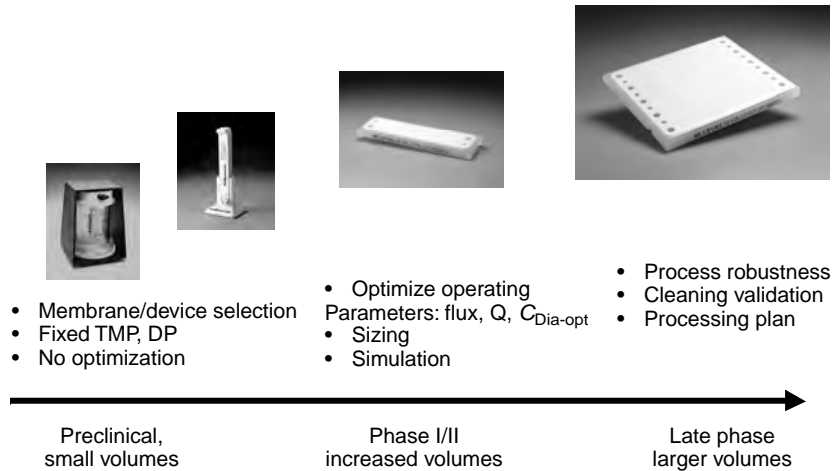 • Membrane/device selection
• Fixed TMP, DP
• No optimization
• Optimize operating
Parameters: flux, Q, C_Dia-opt
• Sizing
• Simulation
• Process robustness
• Cleaning validation
• Processing plan
Preclinical,
small volumes
Phase I/II
increased volumes
Late phase
larger volumes